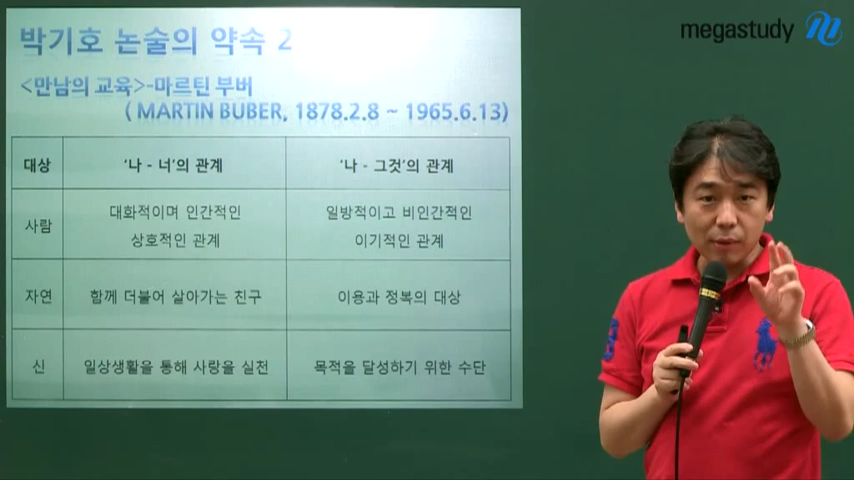 megastudy
박기호 논술의 약속 2
<만남의 교육>-마르틴 부버
( MARTIN BUBER, 1878.2.8 ~ 1965.6.13)
대상 '나 - 너'의 관계 '나 - 그것'의 관계
사람 대화적이며 인간적인 상호적인 관계 일방적이고 비인간적인 이기적인 관계
자연 함께 더불어 살아가는 친구 이용과 정복의 대상
신 일상생활을 통해 사랑을 실천 목적을 달성하기 위한 수단
3